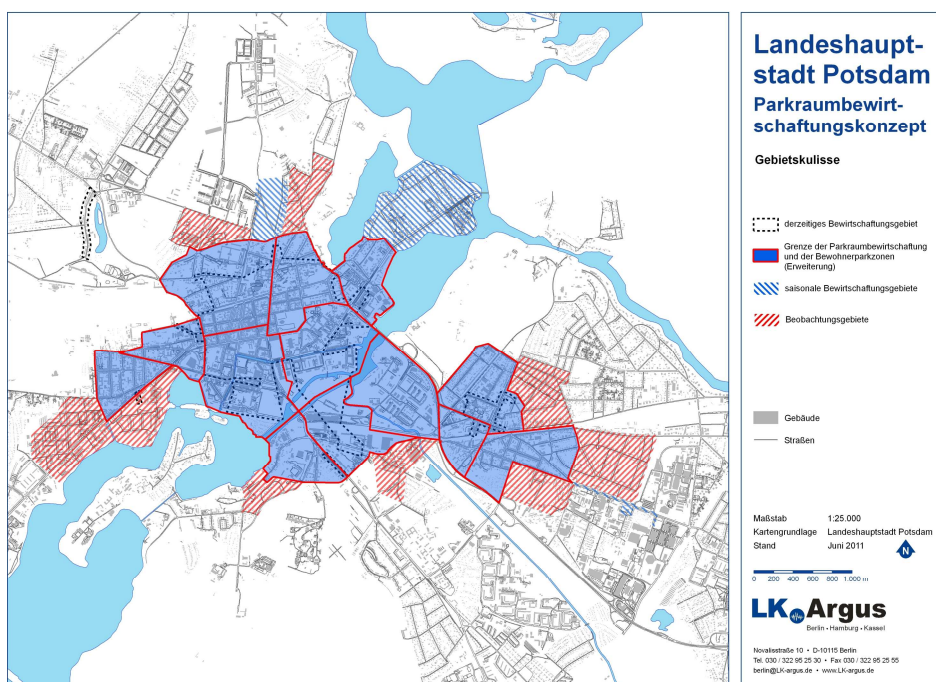 Landeshaupt-
stadt Potsdam
Parkraumbewirt-
schaftungskonzept
Gebietskulisse
derzeitiges Bewirtschaftungsgebiet
Grenze der Parkraumbewirtschaftung
und der Bewohnerparkzonen
(Erweiterung)
saisonale Bewirtschaftungsgebiete
Beobachtungsgebiete
Gebäude
Straßen
Maßstab 1:25.000
Kartengrundlage Landeshauptstadt Potsdam
Stand Juni 2011
N
0 200 400 600 800 1.000 m
LK Argus
Berlin • Hamburg • Kassel
Novalisstraße 10 • D-10115 Berlin
Tel. 030 / 322 95 25 30 • Fax 030 / 322 95 25 55
berlin@LK-argus.de • www.LK-argus.de